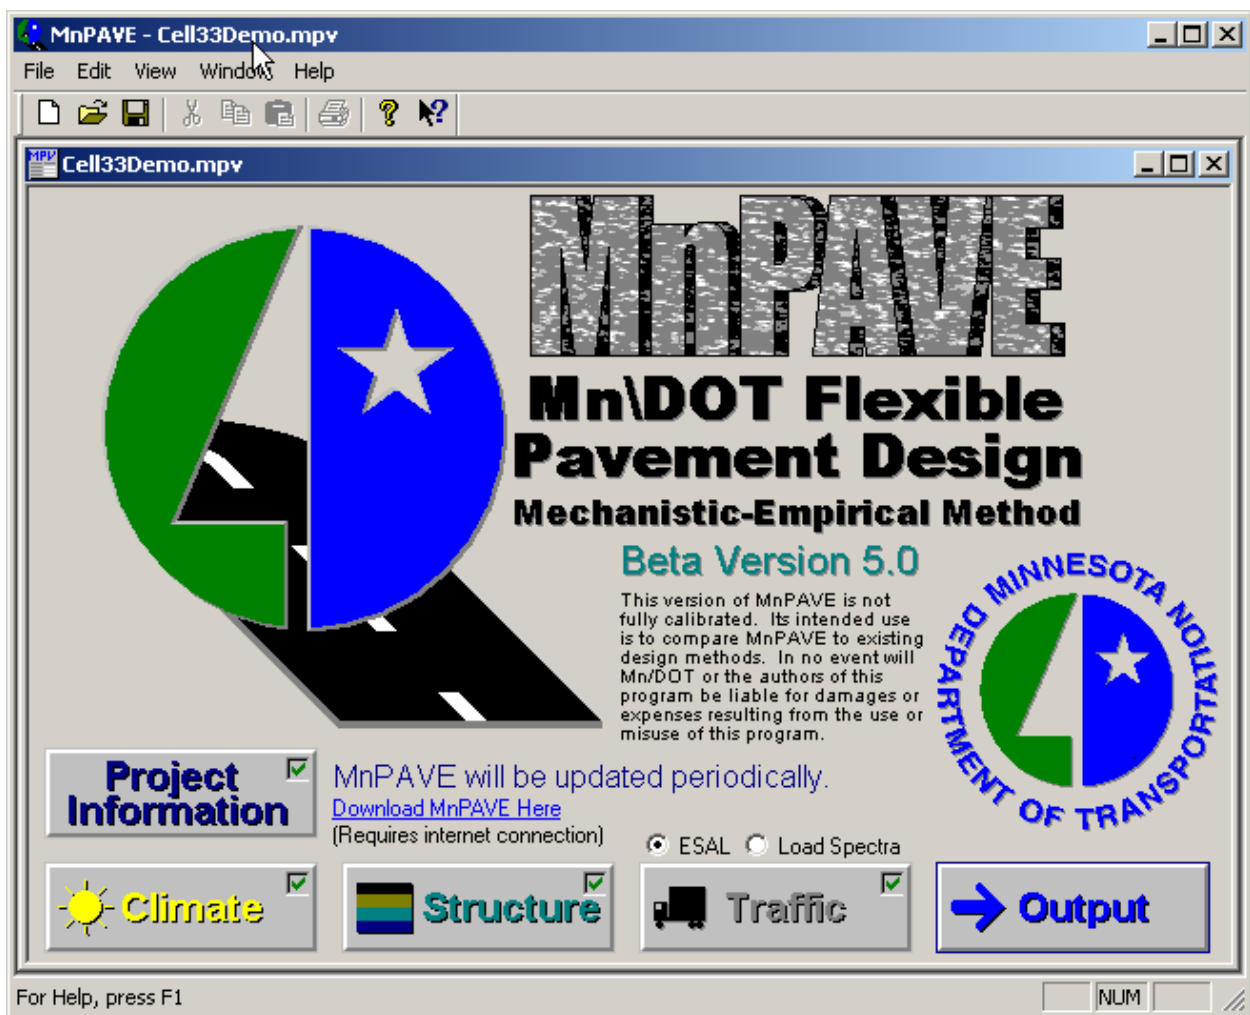 MnPAVE - Cell33Demo.mpv
File Edit View Window Help
MPV Cell33Demo.mpv
MnPAVE
Mn\DOT Flexible
Pavement Design
Mechanistic-Empirical Method
Beta Version 5.0
This version of MnPAVE is not
fully calibrated. Its intended use
is to compare MnPAVE to existing
design methods. In no event will
Mn/DOT or the authors of this
program be liable for damages or
expenses resulting from the use or
misuse of this program.
MINNESOTA
DEPARTMENT OF TRANSPORTATION
Project
Information
MnPAVE will be updated periodically.
Download MnPAVE Here
(Requires internet connection)
ESAL Load Spectra
Climate
Structure
Traffic
Output
For Help, press F1
NUM